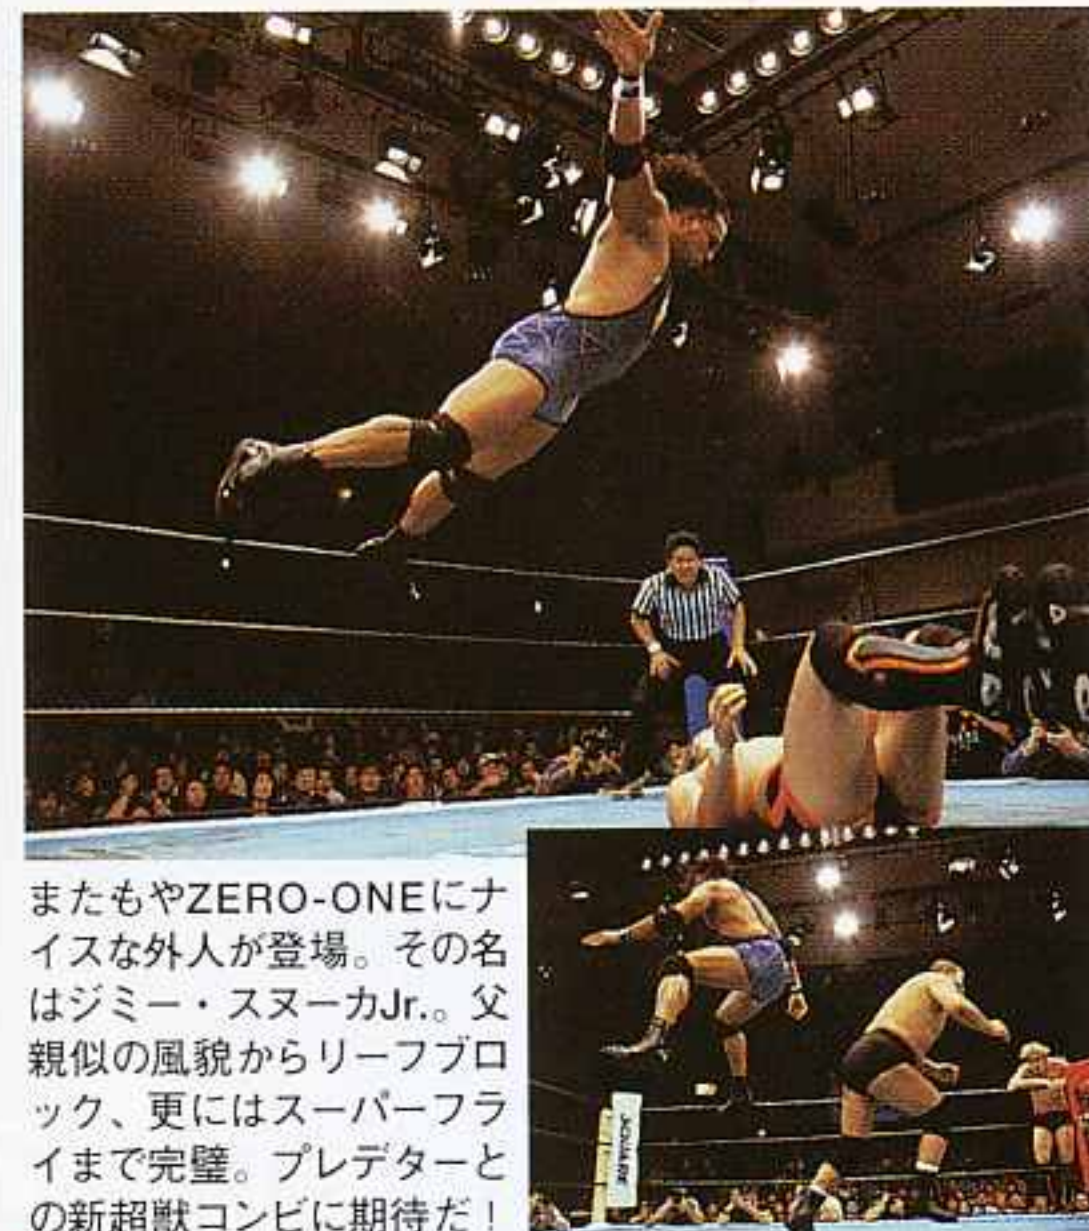 またもやZERO-ONEにナ
イスな外人が登場。その名
はジミー・スヌーカJr.。父
親似の風貌からリーフブロ
ック、更にはスーパーフラ
イまで完璧。プレデターと
の新超獣コンビに期待だ！